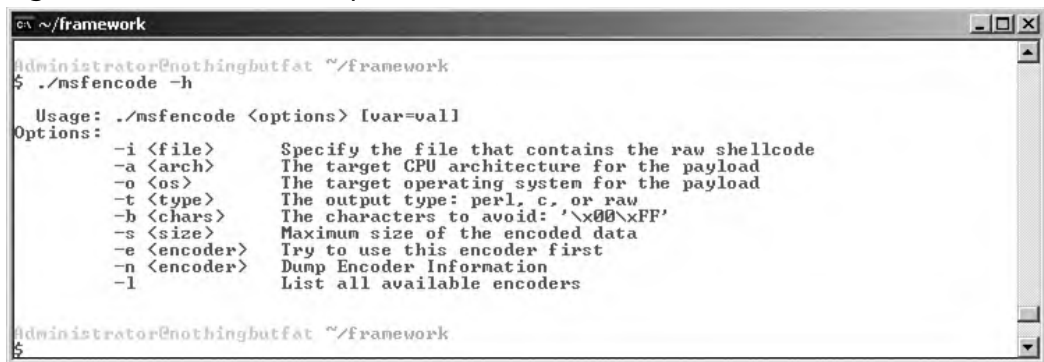 ~/framework
Administrator@nothingbutfat ~/framework
$ ./msfencode -h
Usage: ./msfencode <options> [var=val]
Options:
-i <file> Specify the file that contains the raw shellcode
-a <arch> The target CPU architecture for the payload
-o <os> The target operating system for the payload
-t <type> The output type: perl, c, or raw
-b <chars> The characters to avoid: '\x00\xFF'
-s <size> Maximum size of the encoded data
-e <encoder> Try to use this encoder first
-n <encoder> Dump Encoder Information
-l List all available encoders
Administrator@nothingbutfat ~/framework
$